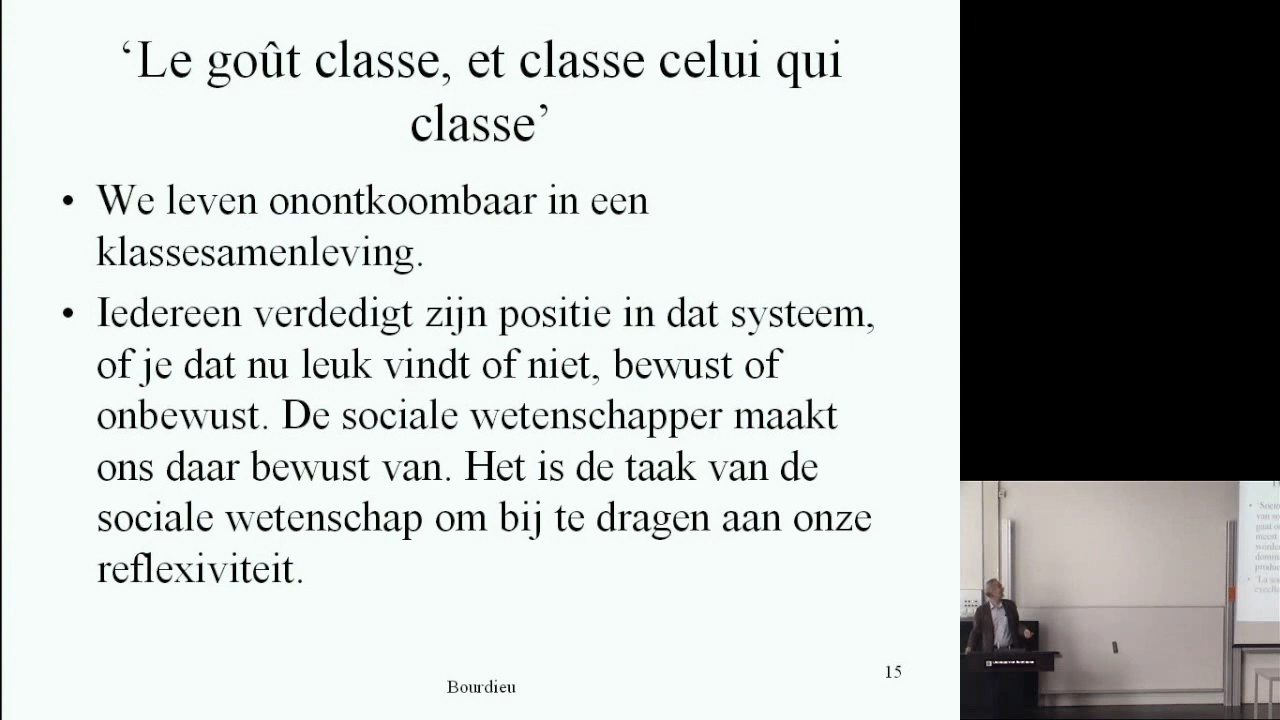 ‘Le goût classe, et classe celui qui
classe’
• We leven onontkoombaar in een
klassesamenleving.
• Iedereen verdedigt zijn positie in dat systeem,
of je dat nu leuk vindt of niet, bewust of
onbewust. De sociale wetenschapper maakt
ons daar bewust van. Het is de taak van de
sociale wetenschap om bij te dragen aan onze
reflexiviteit.
Bourdieu
15